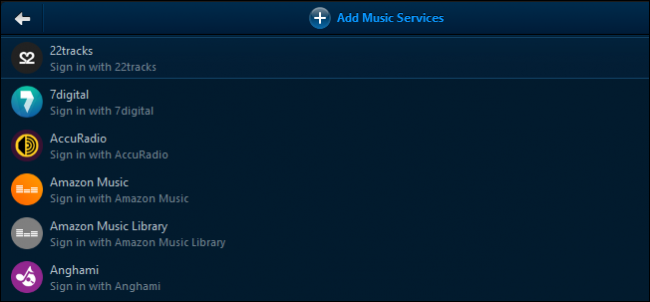 Add Music Services
22tracks
Sign in with 22tracks
7digital
Sign in with 7digital
AccuRadio
Sign in with AccuRadio
Amazon Music
Sign in with Amazon Music
Amazon Music Library
Sign in with Amazon Music Library
Anghami
Sign in with Anghami